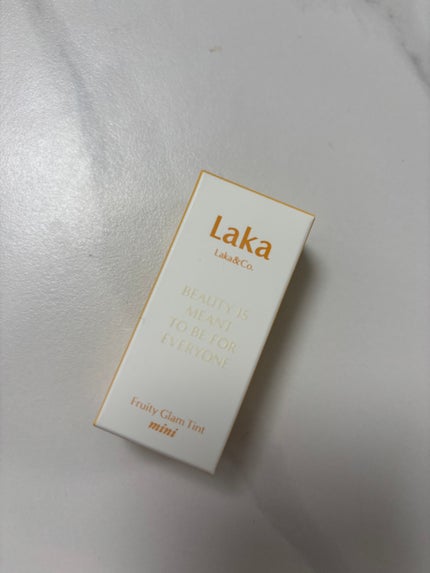 Laka
Laka&Co.
BEAUTY IS
MEANT
TO BE FOR
EVERYONE
Fruity Glam Tint
mini